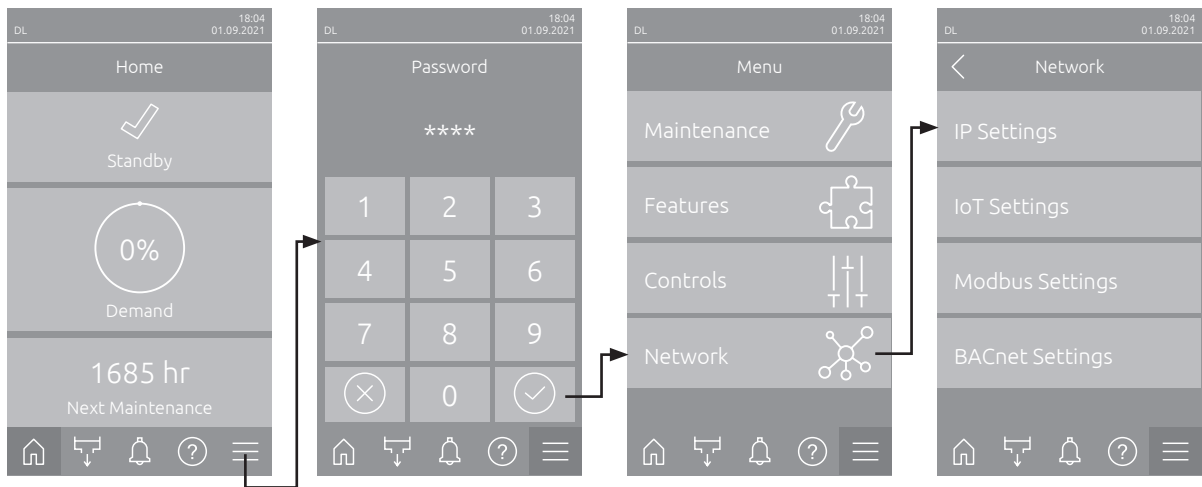 18:04
DL 01.09.2021
Home
Standby
0%
Demand
1685 hr
Next Maintenance
?
18:04
DL 01.09.2021
Password
****
1 2 3
4 5 6
7 8 9
0
?
18:04
DL 01.09.2021
Menu
Maintenance
Features
Controls
Network
?
18:04
DL 01.09.2021
Network
IP Settings
IoT Settings
Modbus Settings
BACnet Settings
?